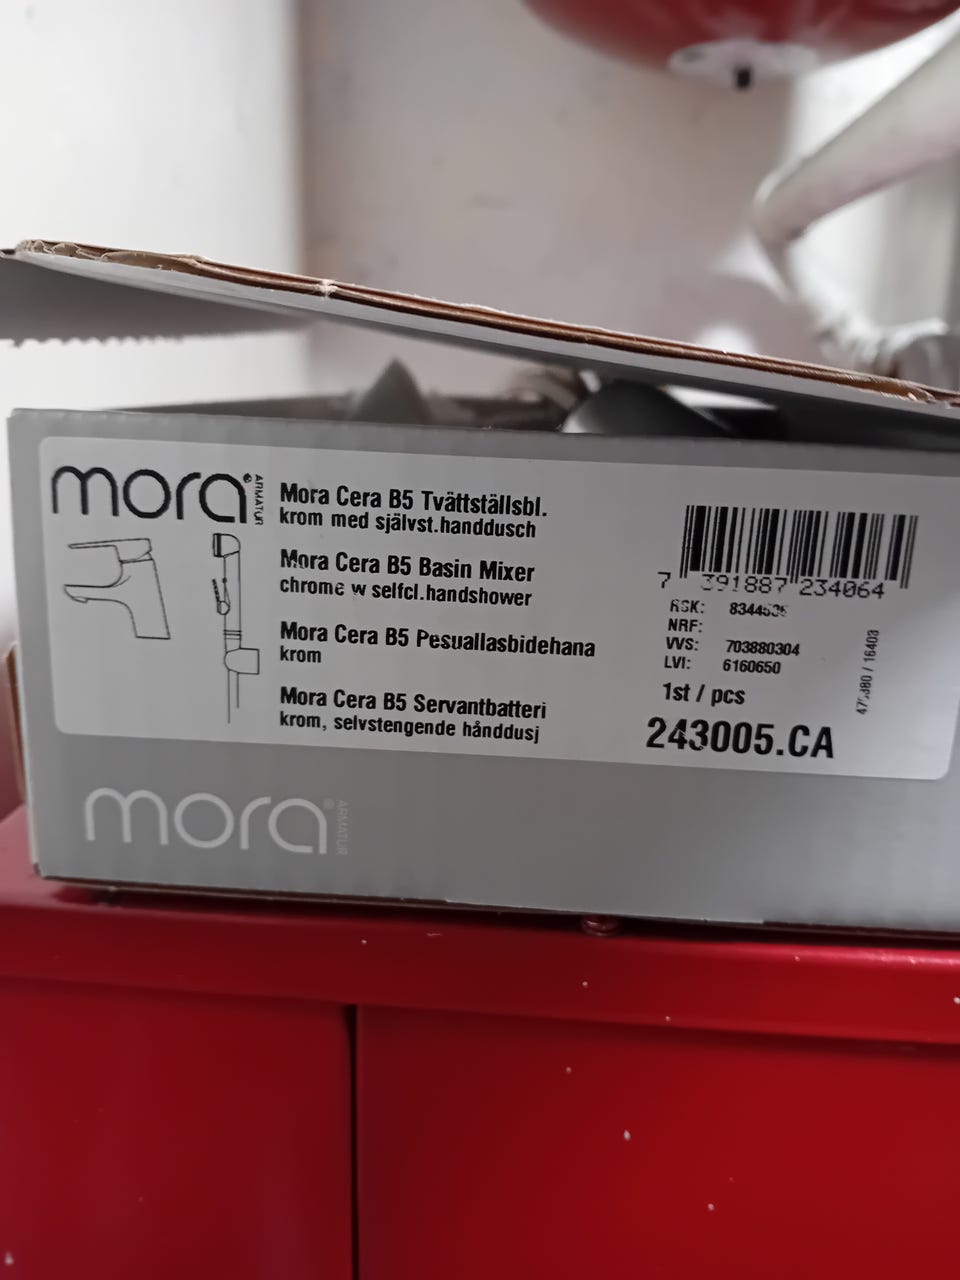 mora
ARMATUR
Mora Cera B5 Tvättställsbl.
krom med självst.handdusch
Mora Cera B5 Basin Mixer
chrome w selfcl.handshower
Mora Cera B5 Pesuallasbidehana
krom
Mora Cera B5 Servantbatteri
krom, selvstengende hånddusj
7 391887 234064
RSK:
NRF:
VVS: 703880304
LVI: 6160650
1st / pcs
243005.CA
mora
ARMATUR